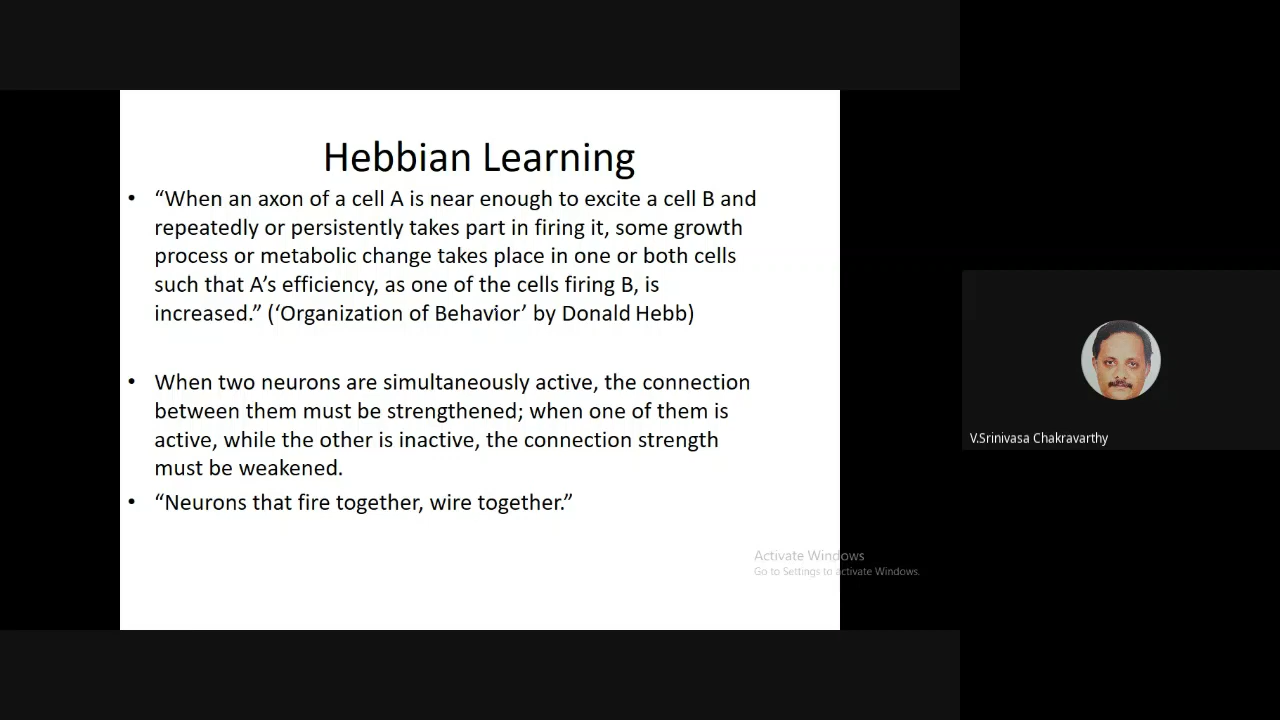 Hebbian Learning
• “When an axon of a cell A is near enough to excite a cell B and
repeatedly or persistently takes part in firing it, some growth
process or metabolic change takes place in one or both cells
such that A’s efficiency, as one of the cells firing B, is
increased.” (‘Organization of Behavior’ by Donald Hebb)
• When two neurons are simultaneously active, the connection
between them must be strengthened; when one of them is
active, while the other is inactive, the connection strength
must be weakened.
• “Neurons that fire together, wire together.”
Activate Windows
Go to Settings to activate Windows.
V.Srinivasa Chakravarthy